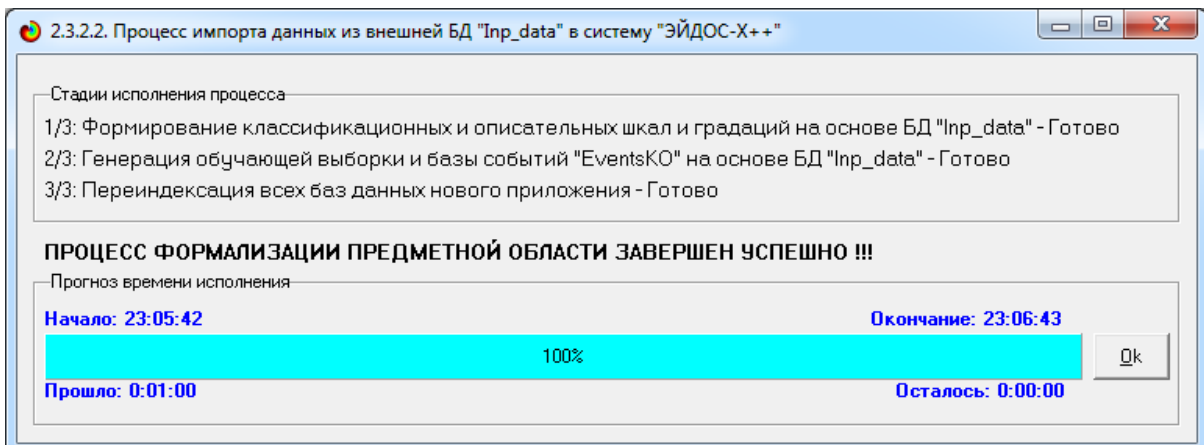 2.3.2.2. Процесс импорта данных из внешней БД "Inp_data" в систему "ЭЙДОС-X++"
Стадии исполнения процесса
1/3: Формирование классификационных и описательных шкал и градаций на основе БД "Inp_data" - Готово
2/3: Генерация обучающей выборки и базы событий "EventsKO" на основе БД "Inp_data" - Готово
3/3: Переиндексация всех баз данных нового приложения - Готово
ПРОЦЕСС ФОРМАЛИЗАЦИИ ПРЕДМЕТНОЙ ОБЛАСТИ ЗАВЕРШЕН УСПЕШНО !!!
Прогноз времени исполнения
Начало: 23:05:42 Окончание: 23:06:43
100% Ok
Прошло: 0:01:00 Осталось: 0:00:00